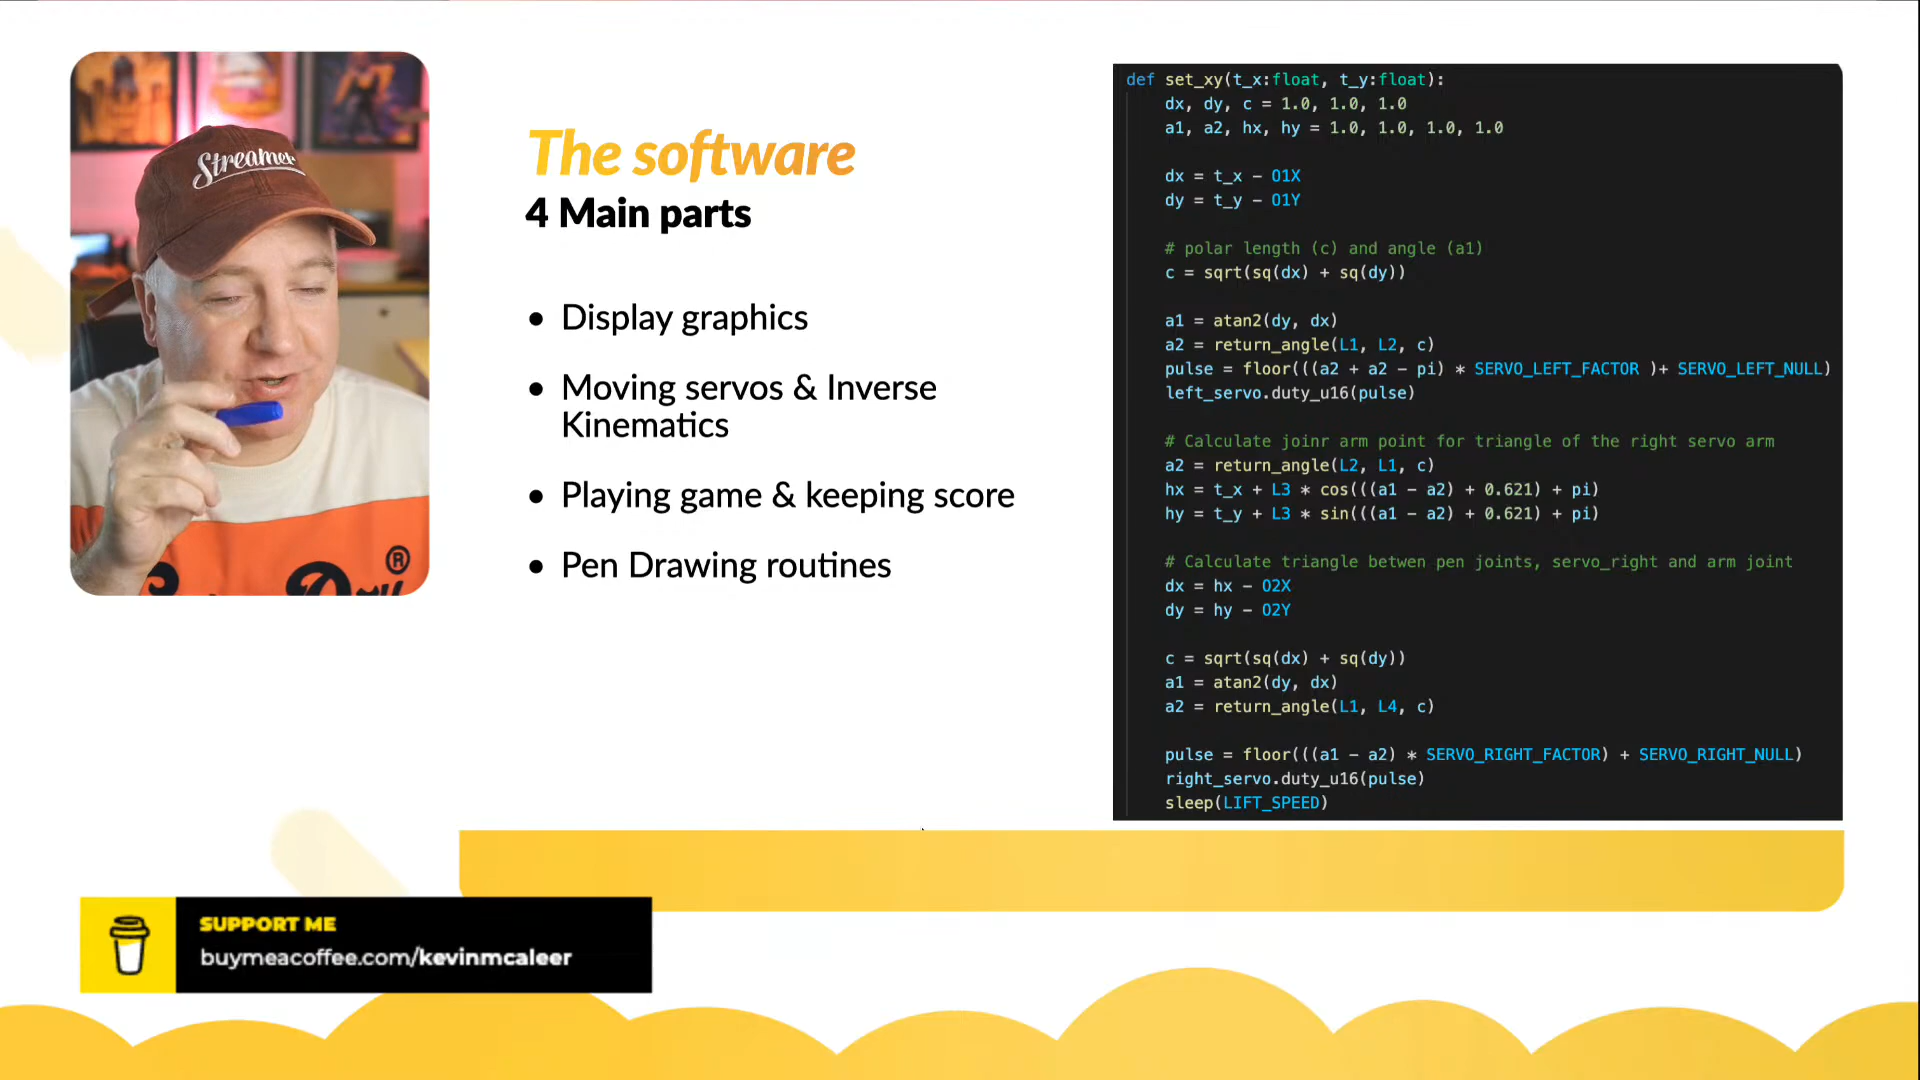 Streamer
®
The software
4 Main parts
• Display graphics
• Moving servos & Inverse
Kinematics
• Playing game & keeping score
• Pen Drawing routines
def set_xy(t_x:float, t_y:float):
dx, dy, c = 1.0, 1.0, 1.0
a1, a2, hx, hy = 1.0, 1.0, 1.0, 1.0
dx = t_x - O1X
dy = t_y - O1Y
# polar length (c) and angle (a1)
c = sqrt(sq(dx) + sq(dy))
a1 = atan2(dy, dx)
a2 = return_angle(L1, L2, c)
pulse = floor(((a2 + a2 - pi) * SERVO_LEFT_FACTOR )+ SERVO_LEFT_NULL)
left_servo.duty_u16(pulse)
# Calculate joinr arm point for triangle of the right servo arm
a2 = return_angle(L2, L1, c)
hx = t_x + L3 * cos(((a1 - a2) + 0.621) + pi)
hy = t_y + L3 * sin(((a1 - a2) + 0.621) + pi)
# Calculate triangle betwen pen joints, servo_right and arm joint
dx = hx - O2X
dy = hy - O2Y
c = sqrt(sq(dx) + sq(dy))
a1 = atan2(dy, dx)
a2 = return_angle(L1, L4, c)
pulse = floor(((a1 - a2) * SERVO_RIGHT_FACTOR) + SERVO_RIGHT_NULL)
right_servo.duty_u16(pulse)
sleep(LIFT_SPEED)
SUPPORT ME
buymeacoffee.com/kevinmcaleer